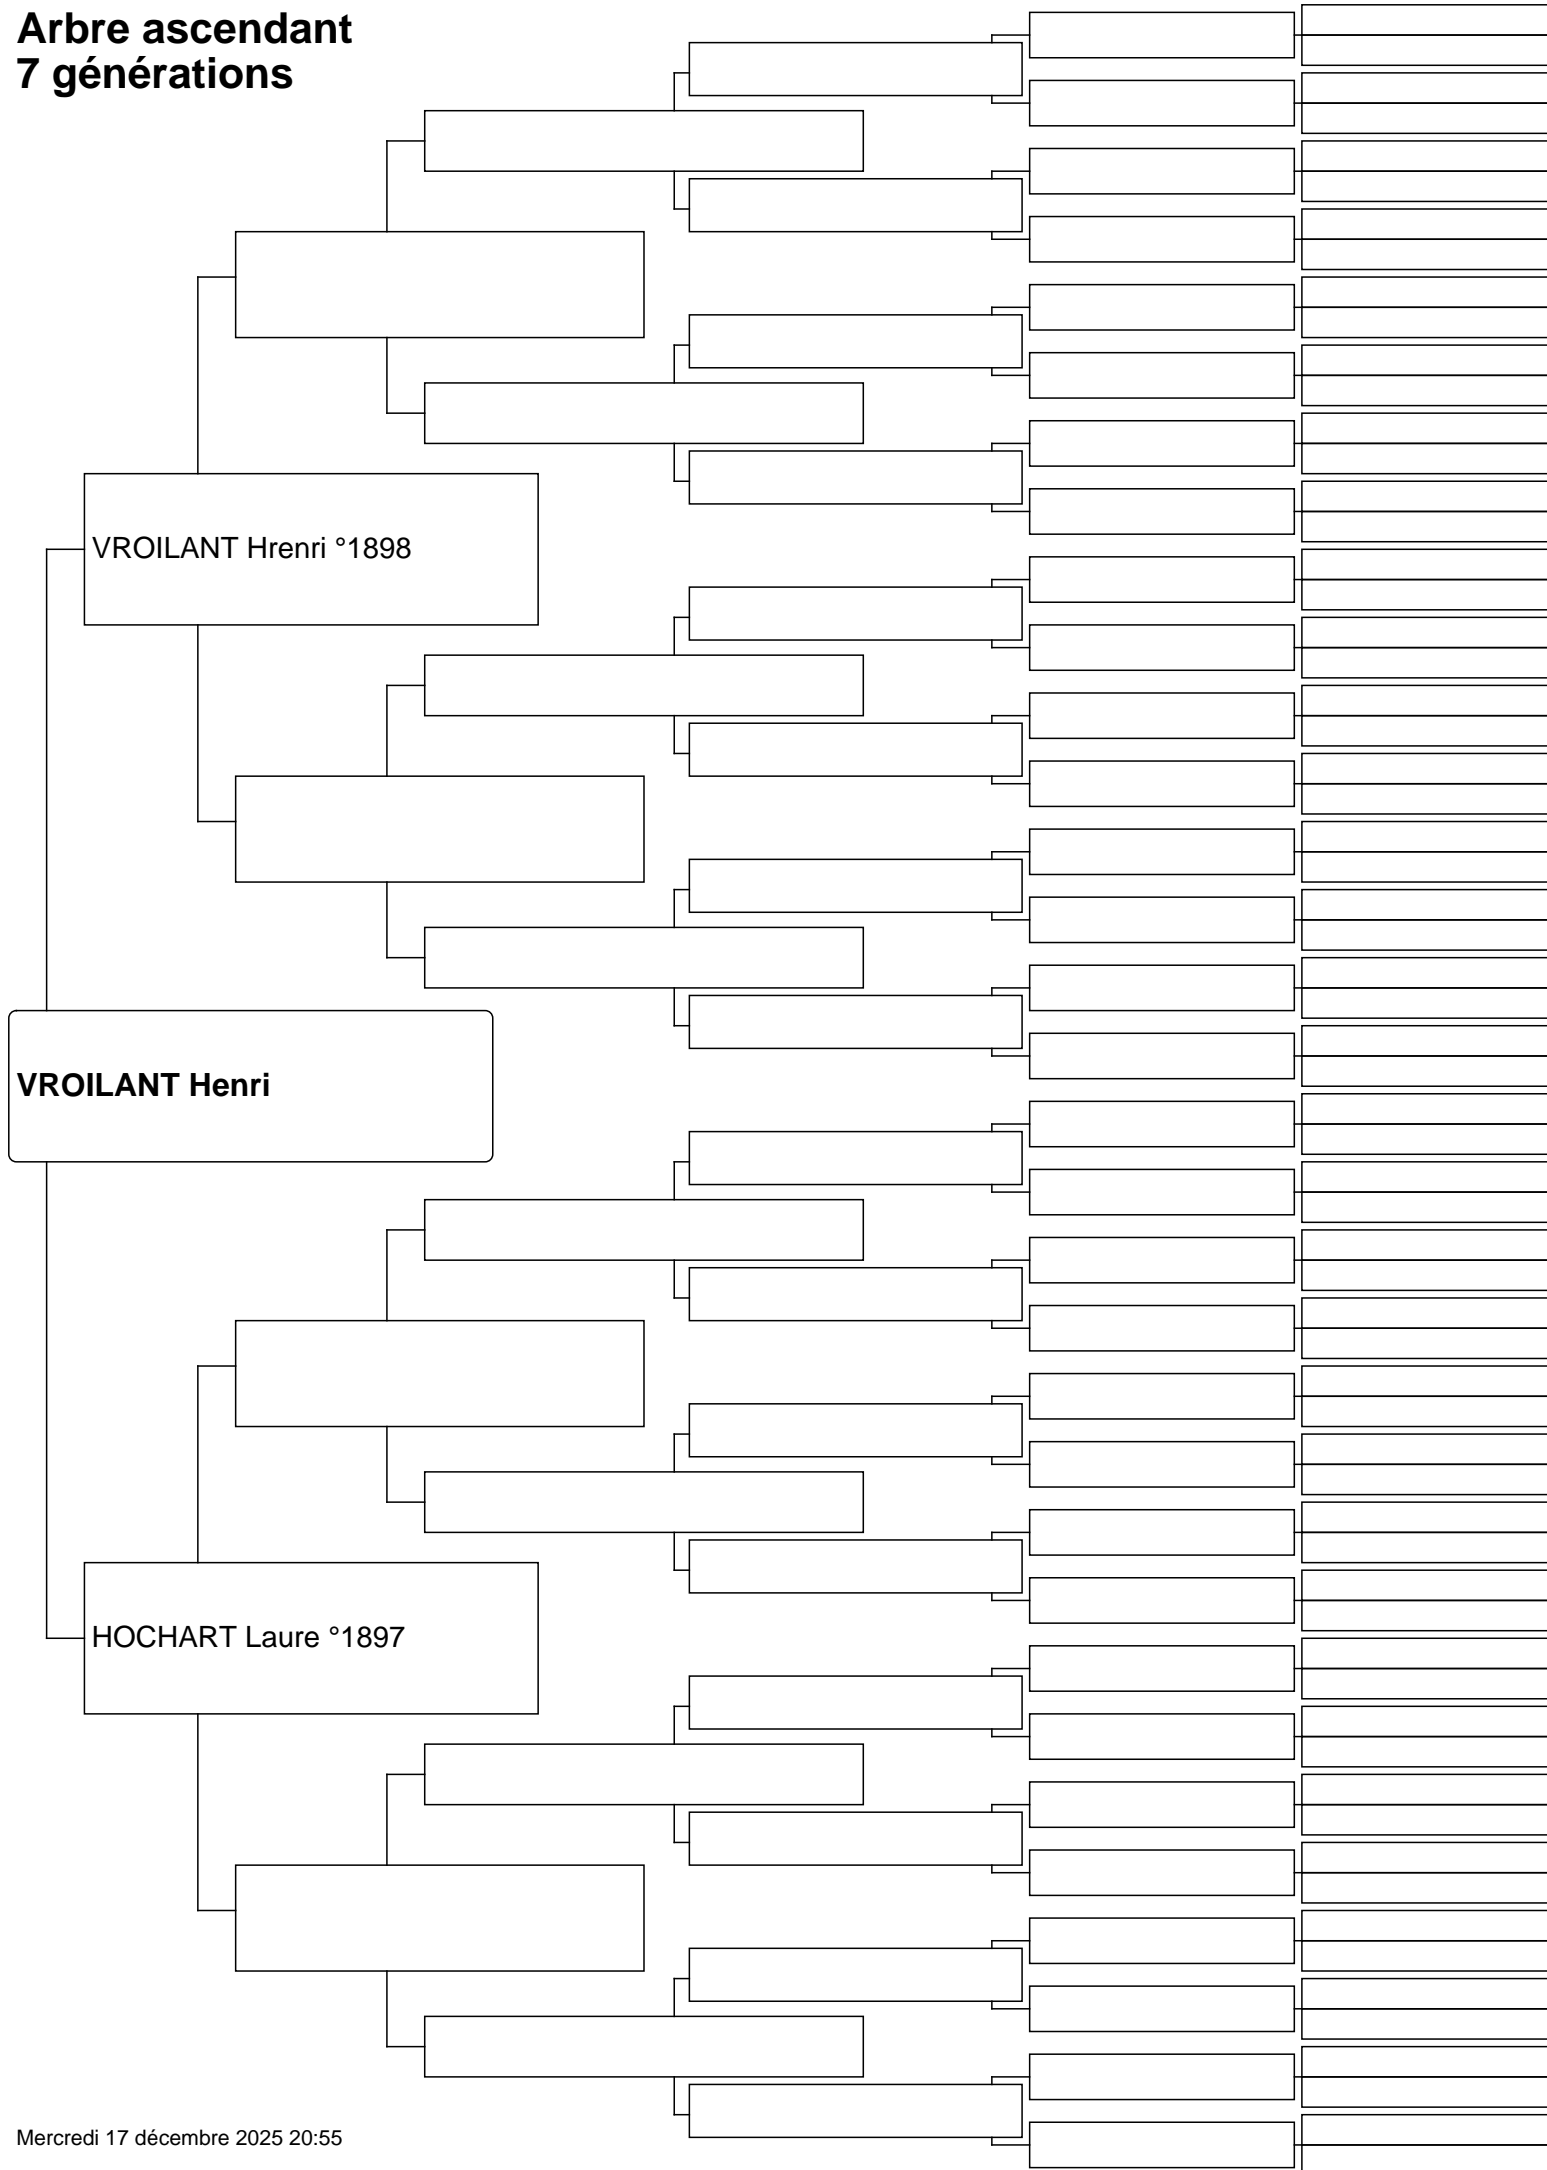 Arbre ascendant
7 générations
VROILANT Hrenri °1898
VROILANT Henri
HOCHART Laure °1897
Mercredi 17 décembre 2025 20:55